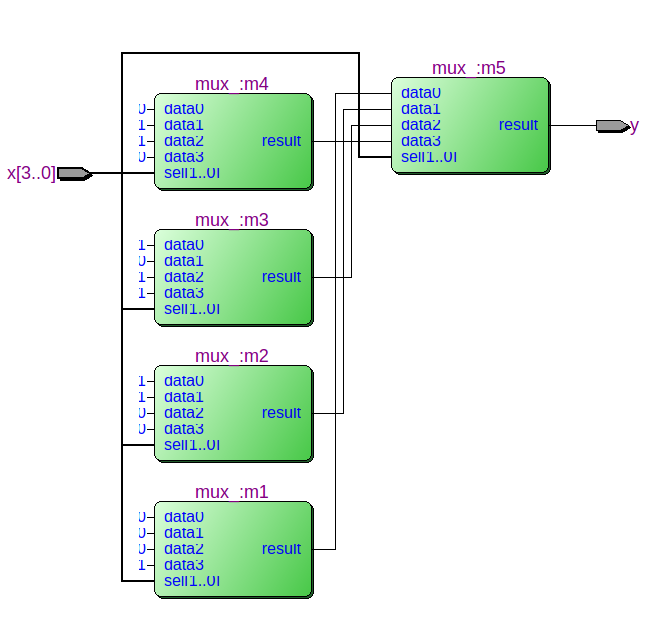 mux :m4
0 data0
1 data1
1 data2 result
0 data3
sel[1..0]
mux :m5
data0
data1
data2 result
data3
sel[1..0]
y
x[3..0]
mux :m3
1 data0
0 data1
1 data2 result
1 data3
sel[1..0]
mux :m2
1 data0
1 data1
0 data2 result
0 data3
sel[1..0]
mux :m1
0 data0
0 data1
0 data2 result
1 data3
sel[1..0]